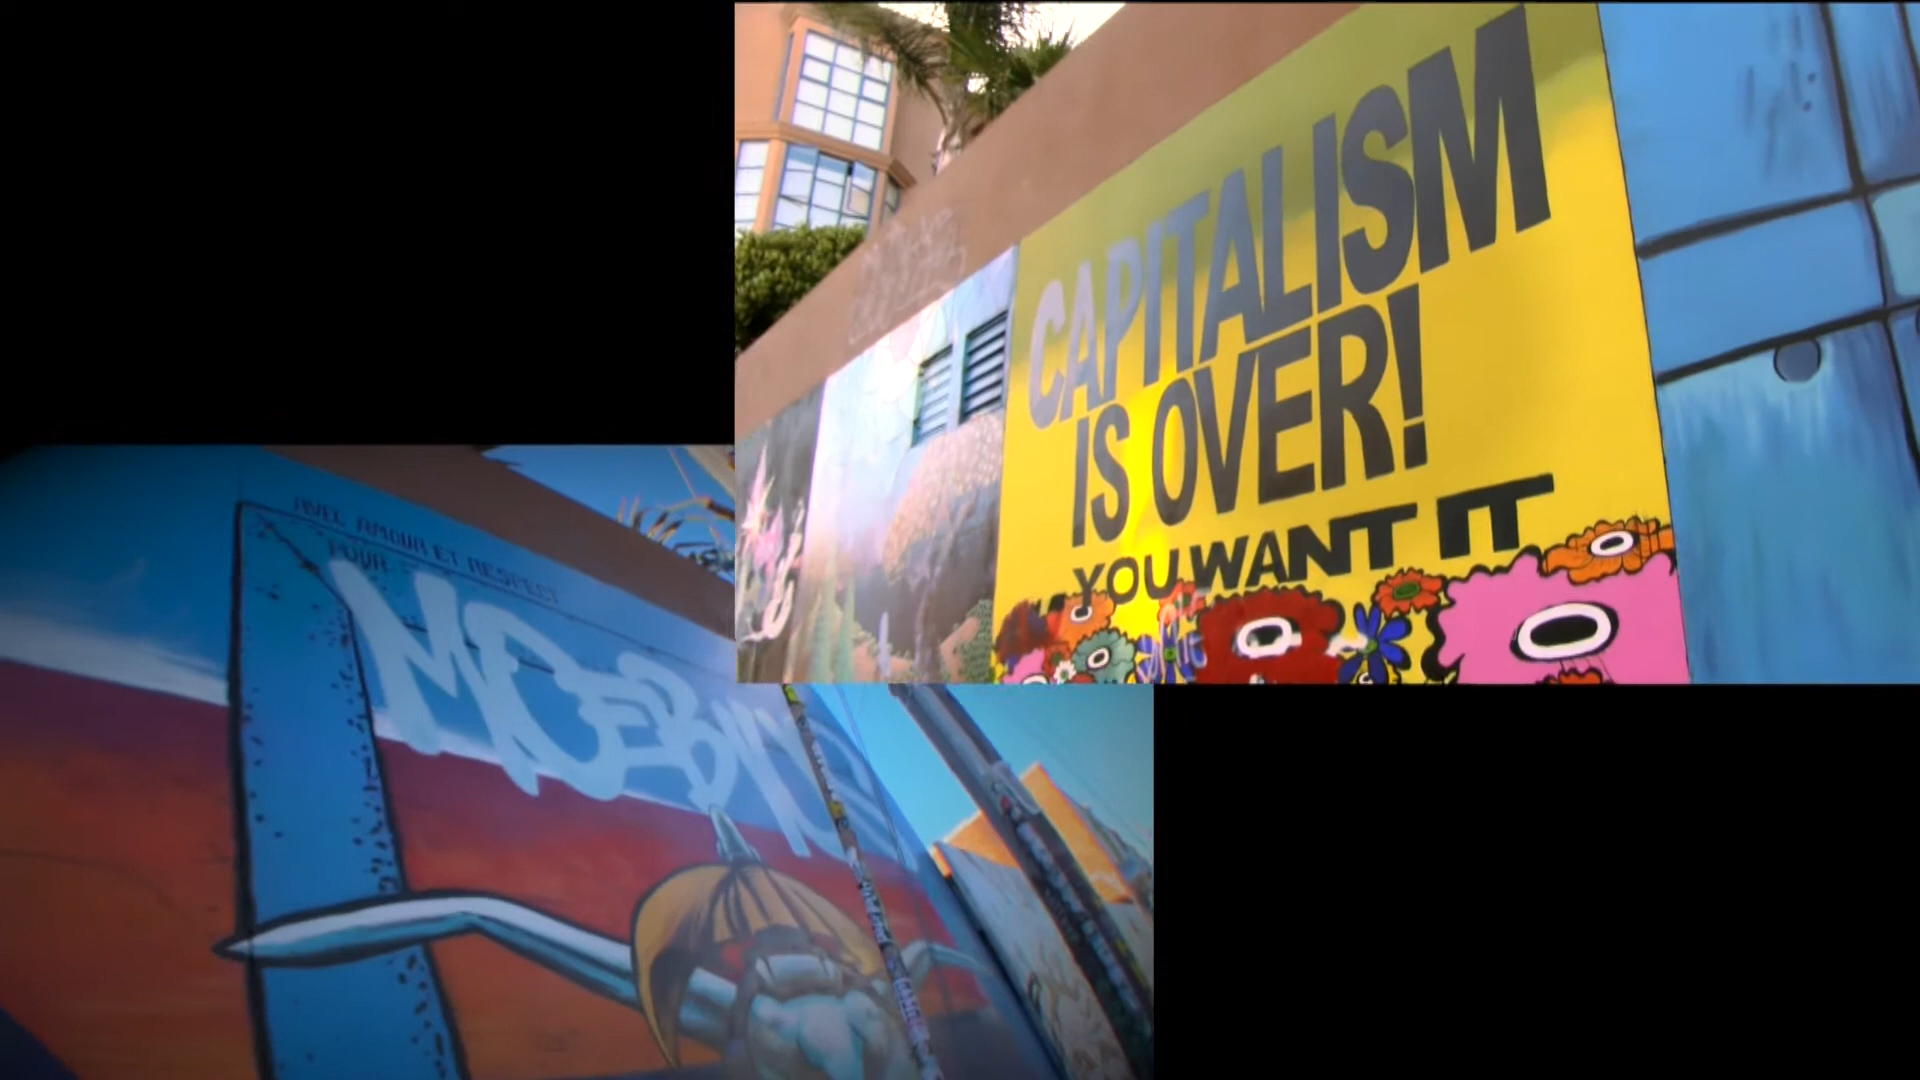 CAPITALISM
IS OVER!
YOU WANT IT
AVEC AMOUR ET RESPECT
POUR
MOEBIUS